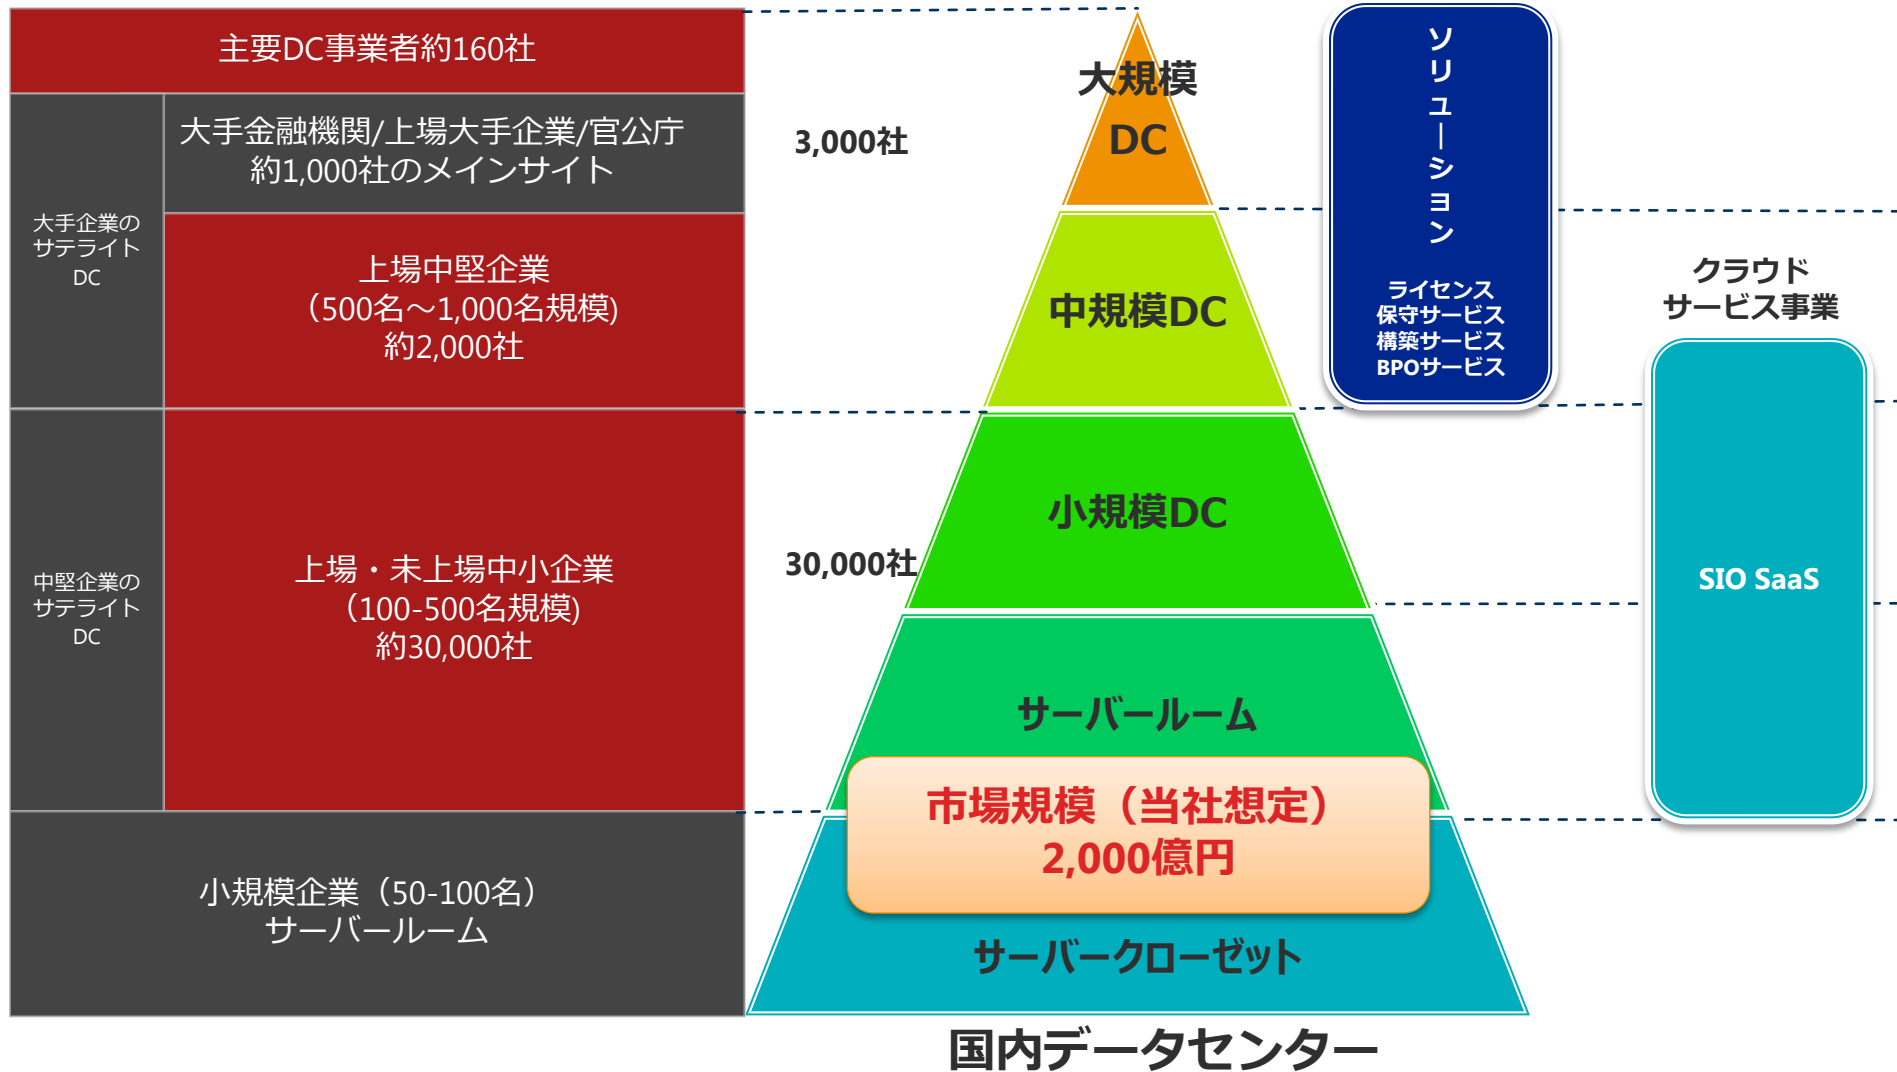 主要DC事業者約160社
大手金融機関/上場大手企業/官公庁
約1,000社のメインサイト
大手企業の
サテライト
DC
上場中堅企業
（500名～1,000名規模)
約2,000社
中堅企業の
サテライト
DC
上場・未上場中小企業
（100-500名規模)
約30,000社
小規模企業（50-100名）
サーバールーム
3,000社
30,000社
大規模
DC
中規模DC
小規模DC
サーバールーム
市場規模（当社想定）
2,000億円
サーバークローゼット
国内データセンター
ソリューション
ライセンス
保守サービス
構築サービス
BPOサービス
クラウド
サービス事業
SIO SaaS